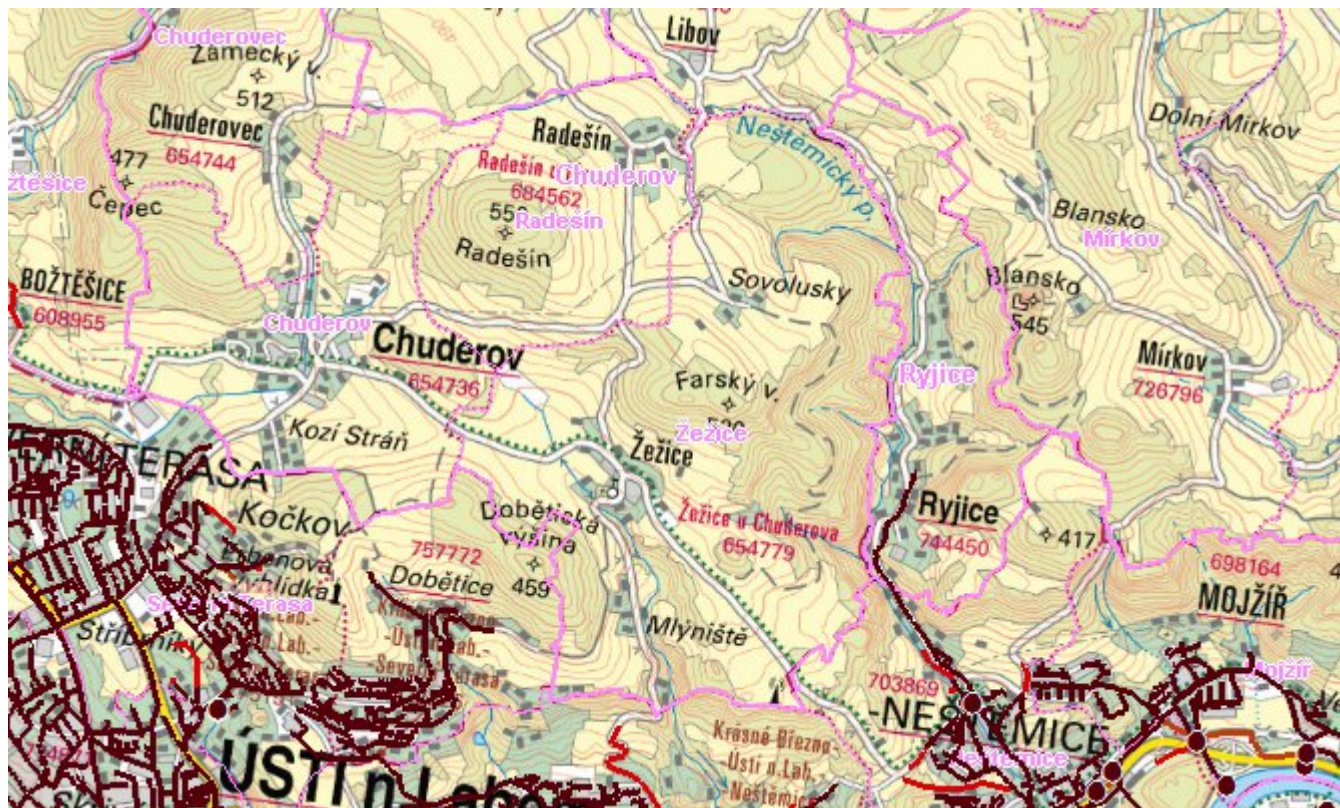 Chuderovec
Zámecký v.
512
Libov
Chuderovec
654744
477
Čepec
Radešín
684562
Chuderov
Radešín
Radešín
Neštěmický p.
Dolní Mírkov
Blansko
Mírkov
Blansko
545
Sovolusky
BOŽTĚŠICE
608955
Chuderov
Chuderov
654736
Ryjice
Mírkov
726796
Farský v.
Žežice
Kozí Stráň
Žežice
Kočkov
Dobětická
výšina
459
757772
Dobětice
Žežice u Chuderova
654779
Ryjice
744450
417
698164
MOJŽÍŘ
Mlýniště
703869
-NEŠTĚMICE
Krásné Březno-
-Ústí n.Lab.-
ÚSTÍ n.Labem